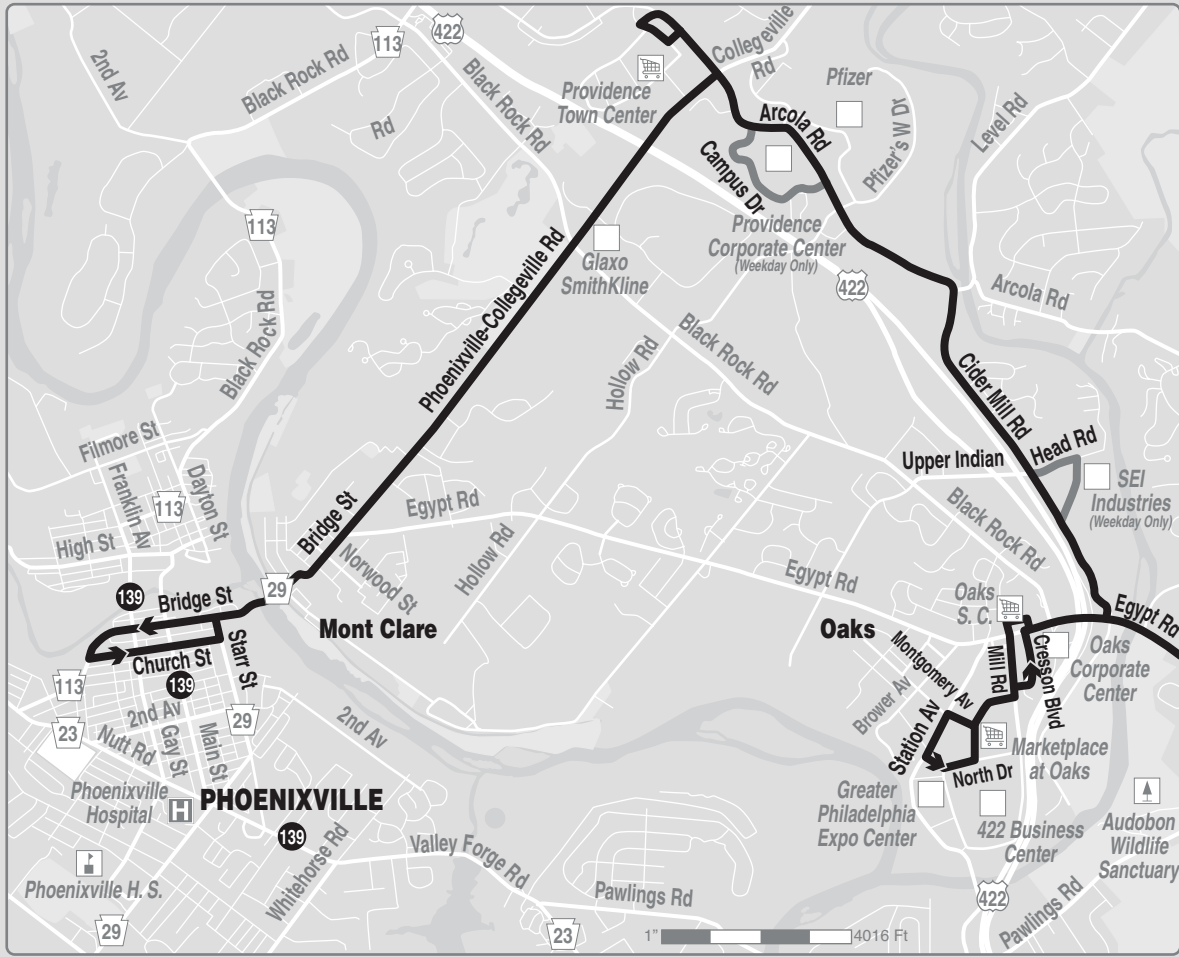 422
113
2nd Av
Black Rock Rd
Black Rock Rd
Rd
Providence
Town Center
Collegeville
Rd
Pfizer
Pfizer's W Dr
Level Rd
Arcola Rd
Campus Dr
Providence
Corporate Center
(Weekday Only)
113
Glaxo
SmithKline
422
Arcola Rd
Phoenixville-Collegeville Rd
Black Rock Rd
Hollow Rd
Black Rock Rd
Cider Mill Rd
Filmore St
Franklin Av
Dayton St
113
High St
Upper Indian
Head Rd
SEI
Industries
(Weekday Only)
Black Rock Rd
Bridge St
Egypt Rd
Hollow Rd
Norwood St
Egypt Rd
29
139
Bridge St
Mont Clare
Oaks
Oaks
S. C.
Egypt Rd
Church St
Starr St
139
113
23
2nd Av
29
2nd Av
Nutt Rd
Gay St
Main St
Montgomery Av
Mill Rd
Cresson Blvd
Oaks
Corporate
Center
Brower Av
Station Av
North Dr
Marketplace
at Oaks
Phoenixville
Hospital
H
PHOENIXVILLE
139
Greater
Philadelphia
Expo Center
422 Business
Center
Audobon
Wildlife
Sanctuary
Phoenixville H. S.
Whitehorse Rd
Valley Forge Rd
Pawlings Rd
422
Pawlings Rd
29
23
1"
4016 Ft